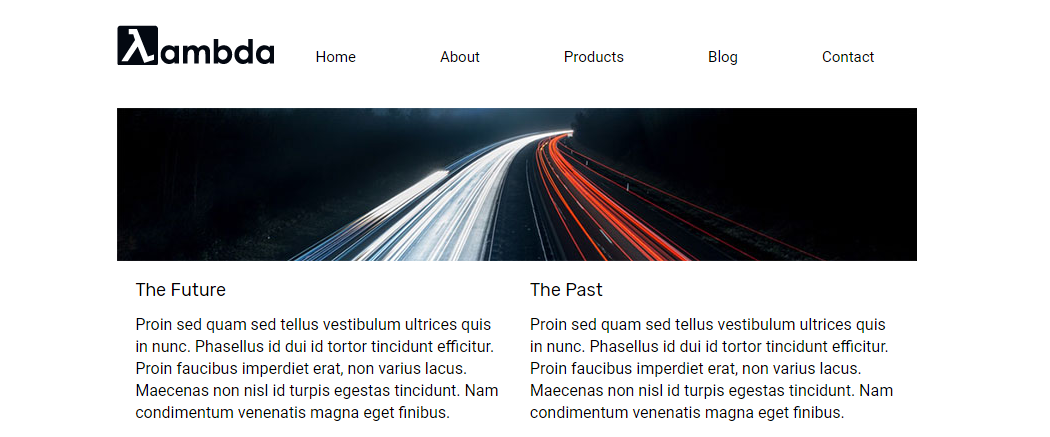 λambda
Home About Products Blog Contact
The Future
Proin sed quam sed tellus vestibulum ultrices quis
in nunc. Phasellus id dui id tortor tincidunt efficitur.
Proin faucibus imperdiet erat, non varius lacus.
Maecenas non nisl id turpis egestas tincidunt. Nam
condimentum venenatis magna eget finibus.
The Past
Proin sed quam sed tellus vestibulum ultrices quis
in nunc. Phasellus id dui id tortor tincidunt efficitur.
Proin faucibus imperdiet erat, non varius lacus.
Maecenas non nisl id turpis egestas tincidunt. Nam
condimentum venenatis magna eget finibus.